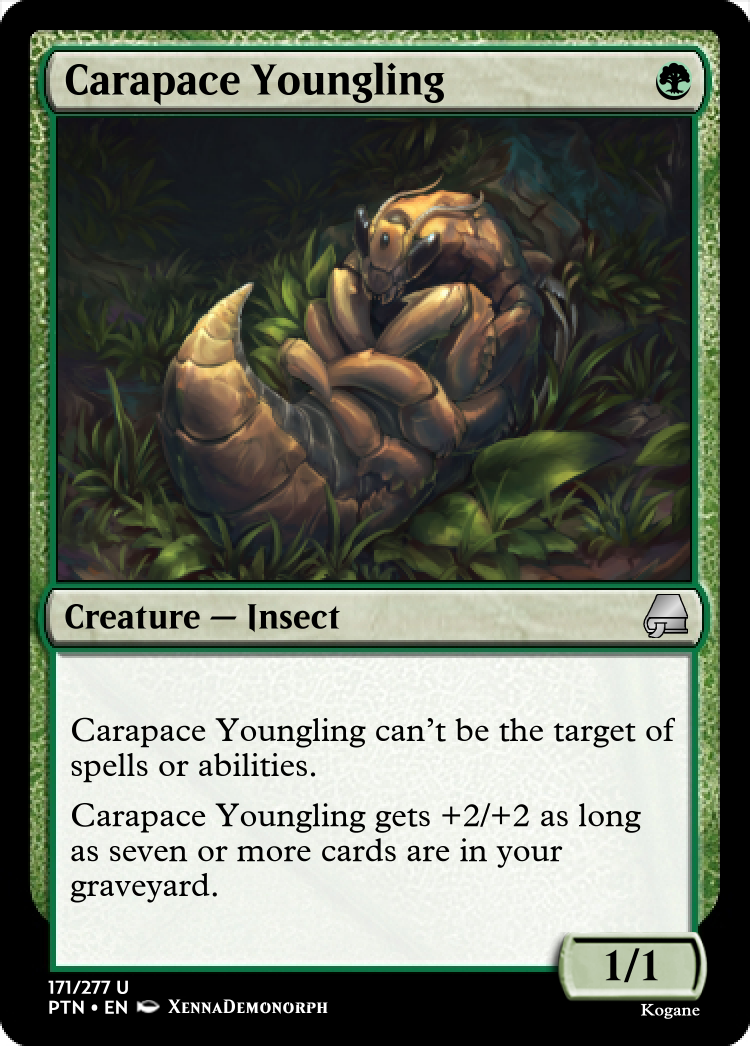 Carapace Youngling
Creature — Insect
Carapace Youngling can't be the target of
spells or abilities.
Carapace Youngling gets +2/+2 as long
as seven or more cards are in your
graveyard.
1/1
171/277 U
PTN • EN XennaDemonorph
Kogane